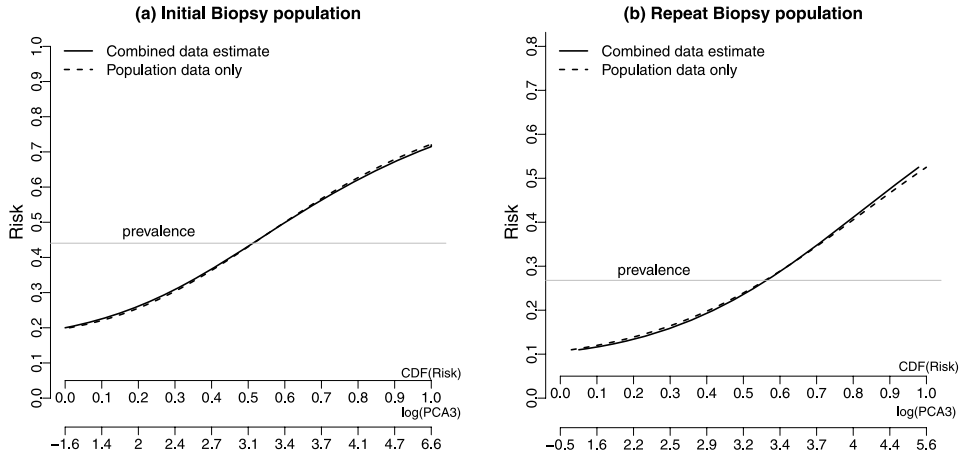 (a) Initial Biopsy population
Combined data estimate
Population data only
Risk
0.0 0.1 0.2 0.3 0.4 0.5 0.6 0.7 0.8 0.9 1.0
prevalence
CDF(Risk)
0.0 0.1 0.2 0.3 0.4 0.5 0.6 0.7 0.8 0.9 1.0
log(PCA3)
-1.6 1.4 2 2.4 2.7 3.1 3.4 3.7 4.1 4.7 6.6
(b) Repeat Biopsy population
Combined data estimate
Population data only
Risk
0.0 0.1 0.2 0.3 0.4 0.5 0.6 0.7 0.8
prevalence
CDF(Risk)
0.0 0.1 0.2 0.3 0.4 0.5 0.6 0.7 0.8 0.9 1.0
log(PCA3)
-0.5 1.6 2.2 2.5 2.9 3.2 3.4 3.7 4 4.5 5.6